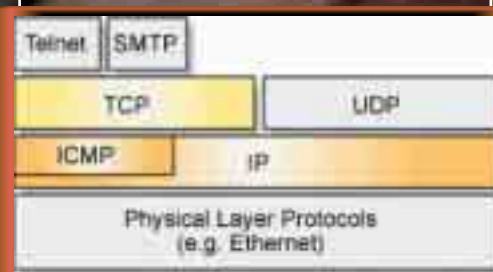 Telnet SMTP
TCP UDP
ICMP IP
Physical Layer Protocols
(e.g. Ethernet)